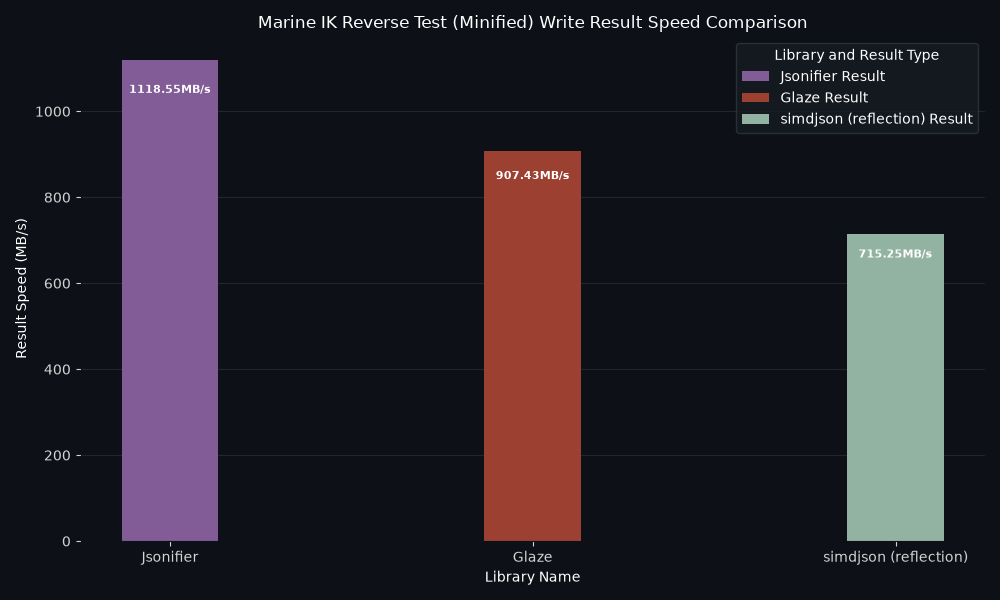 Marine IK Reverse Test (Minified) Write Result Speed Comparison
Library and Result Type
Jsonifier Result
Glaze Result
simdjson (reflection) Result
1118.55MB/s
907.43MB/s
715.25MB/s
Result Speed (MB/s)
1000
800
600
400
200
0
Jsonifier
Glaze
simdjson (reflection)
Library Name